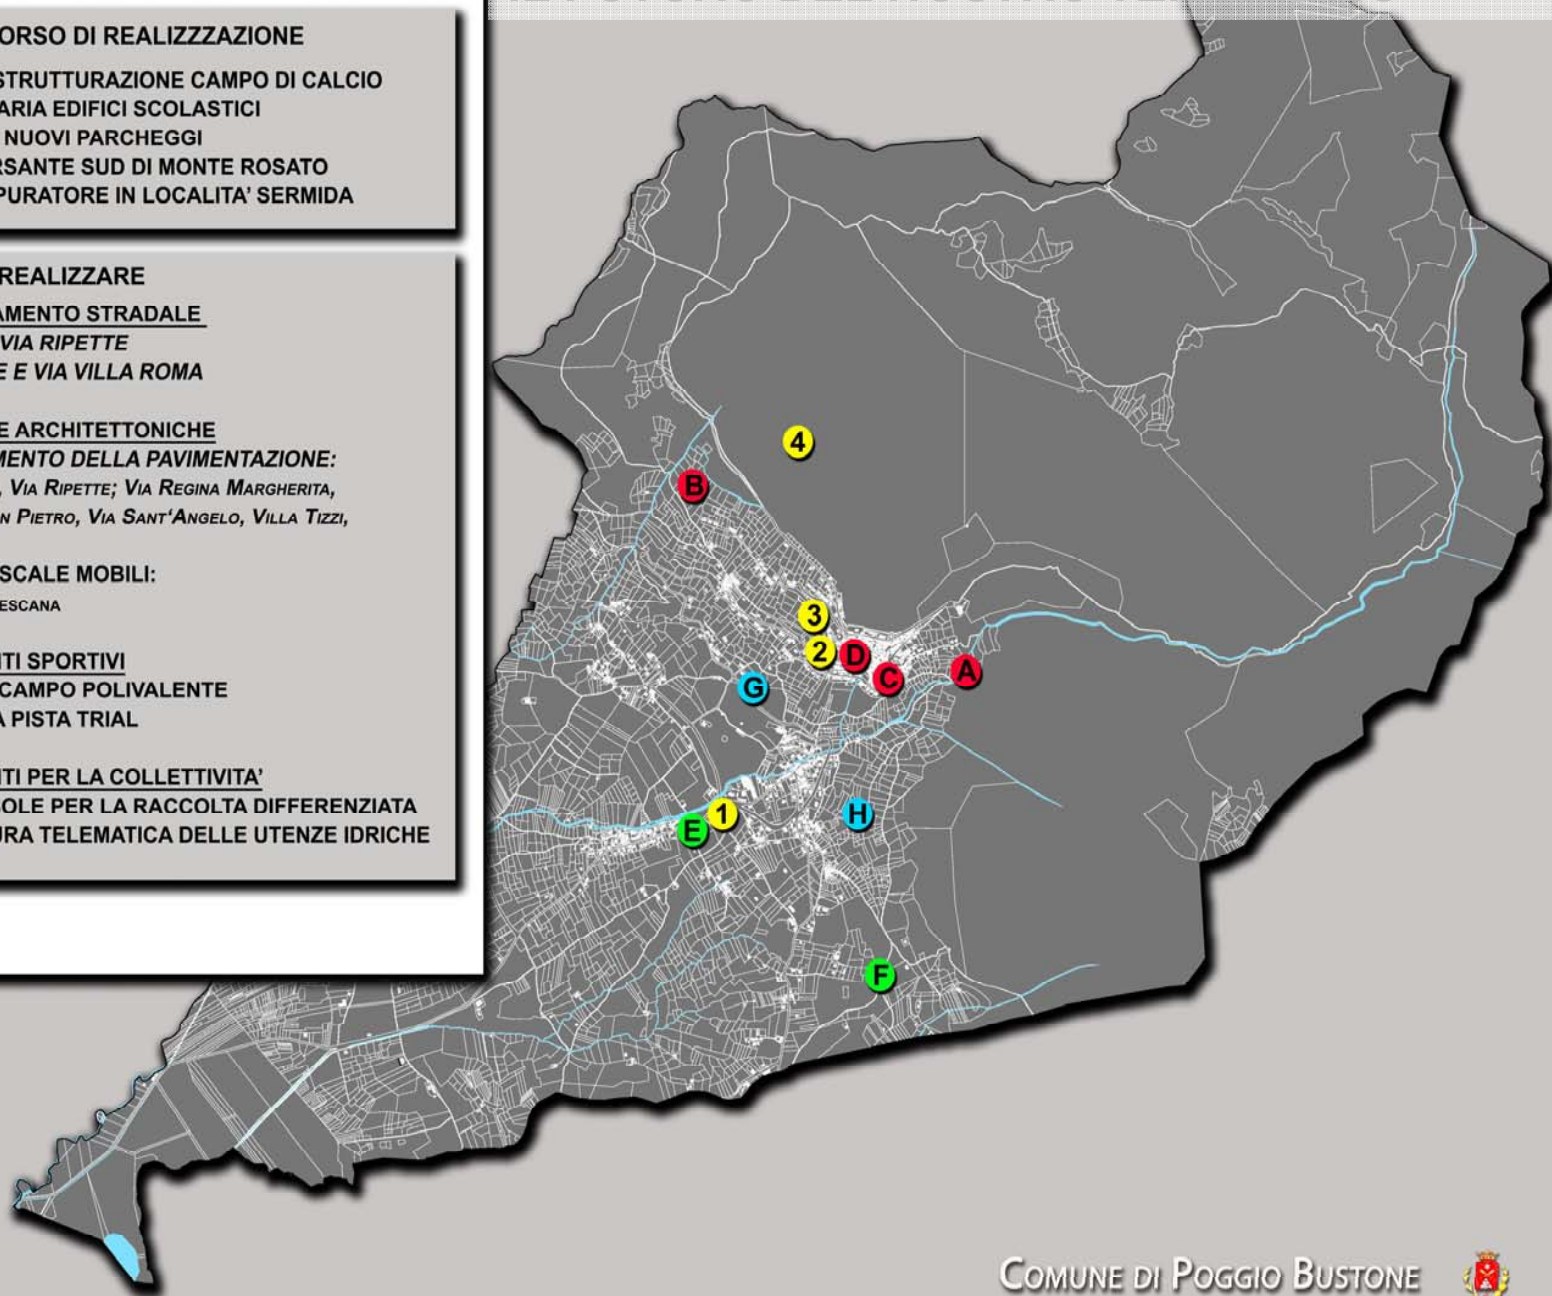 ORSO DI REALIZZZAZIONE
STRUTTURAZIONE CAMPO DI CALCIO
ARIA EDIFICI SCOLASTICI
NUOVI PARCHEGGI
RSANTE SUD DI MONTE ROSATO
PURATORE IN LOCALITA’ SERMIDA
REALIZZARE
AMENTO STRADALE
VIA RIPETTE
E E VIA VILLA ROMA
E ARCHITETTONICHE
MENTO DELLA PAVIMENTAZIONE:
, VIA RIPETTE; VIA REGINA MARGHERITA,
N PIETRO, VIA SANT‘ANGELO, VILLA TIZZI,
SCALE MOBILI:
ESCANA
TI SPORTIVI
CAMPO POLIVALENTE
A PISTA TRIAL
TI PER LA COLLETTIVITA’
OLE PER LA RACCOLTA DIFFERENZIATA
URA TELEMATICA DELLE UTENZE IDRICHE
4
B
3
2
D
C
A
G
1
E
H
F
COMUNE DI POGGIO BUSTONE